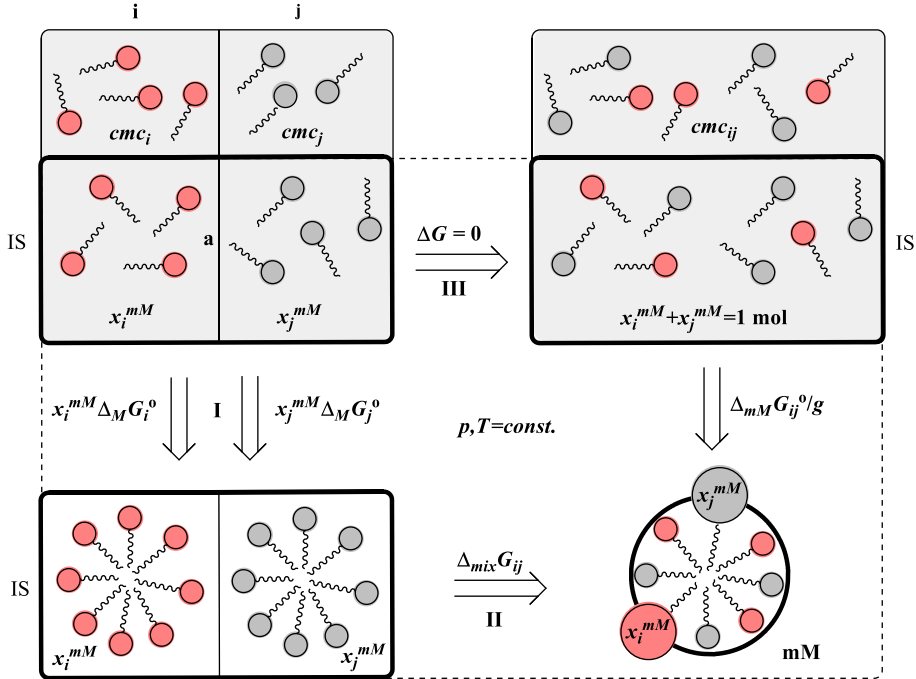 i j
cmc_i cmc_j cmc_ij
IS a ΔG = 0 IS
III
x_i^mM x_j^mM x_i^mM+x_j^mM=1 mol
x_i^mM Δ_M G_i^o I x_j^mM Δ_M G_j^o Δ_mM G_ij^o/g
p,T=const.
x_j^mM
IS Δ_mix G_ij
II
x_i^mM x_j^mM x_i^mM mM